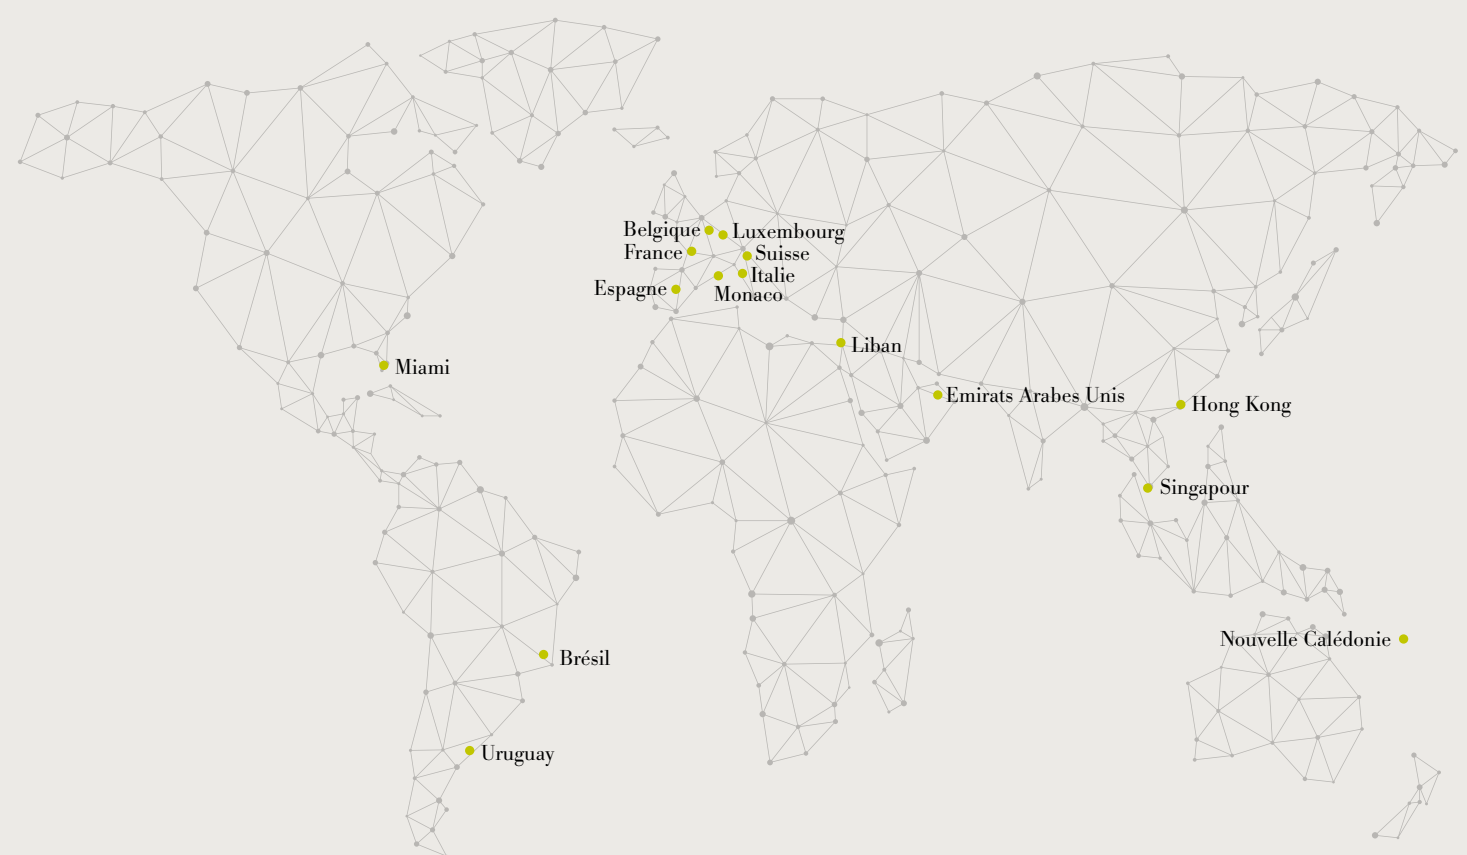 Belgique
Luxembourg
France
Suisse
Italie
Espagne
Monaco
Liban
Miami
Emirats Arabes Unis
Hong Kong
Singapour
Nouvelle Calédonie
Brésil
Uruguay